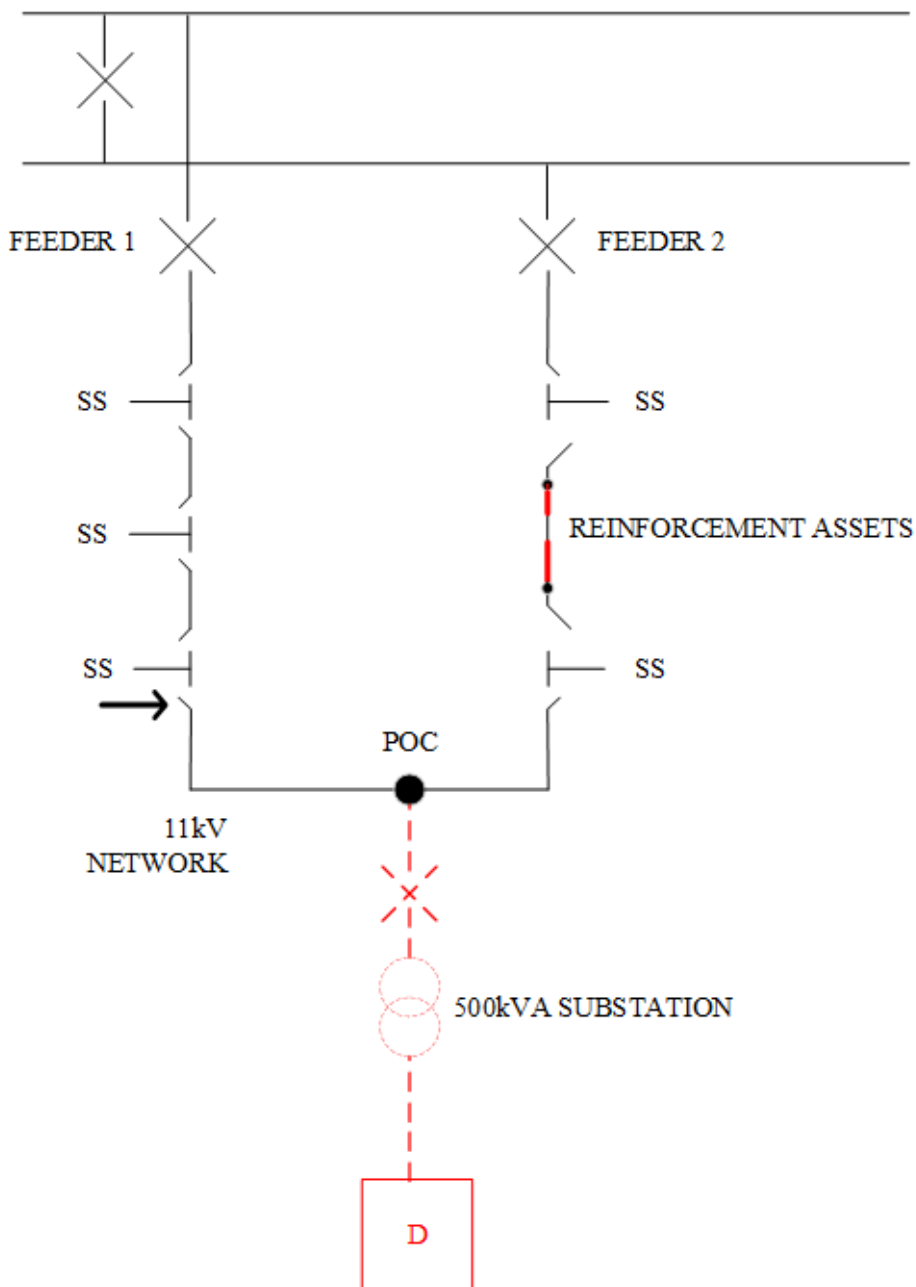 FEEDER 1
FEEDER 2
SS
SS
SS
REINFORCEMENT ASSETS
SS
SS
POC
11kV
NETWORK
500kVA SUBSTATION
D